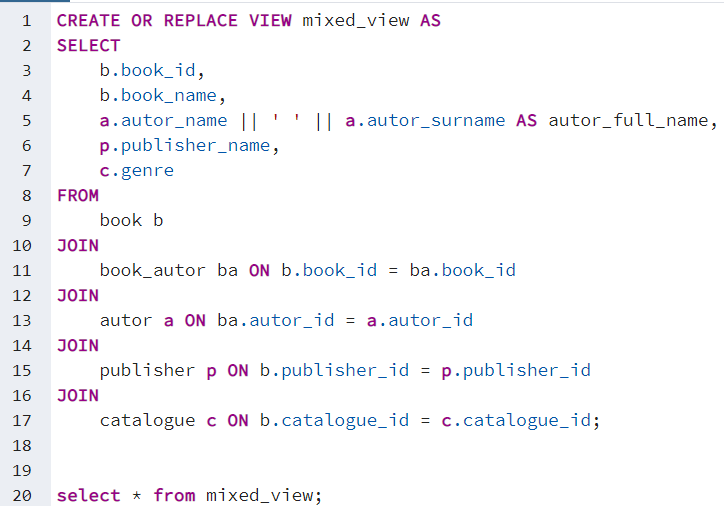 1 CREATE OR REPLACE VIEW mixed_view AS
2 SELECT
3     b.book_id,
4     b.book_name,
5     a.autor_name || ' ' || a.autor_surname AS autor_full_name,
6     p.publisher_name,
7     c.genre
8 FROM
9     book b
10 JOIN
11     book_autor ba ON b.book_id = ba.book_id
12 JOIN
13     autor a ON ba.autor_id = a.autor_id
14 JOIN
15     publisher p ON b.publisher_id = p.publisher_id
16 JOIN
17     catalogue c ON b.catalogue_id = c.catalogue_id;
18
19
20 select * from mixed_view;